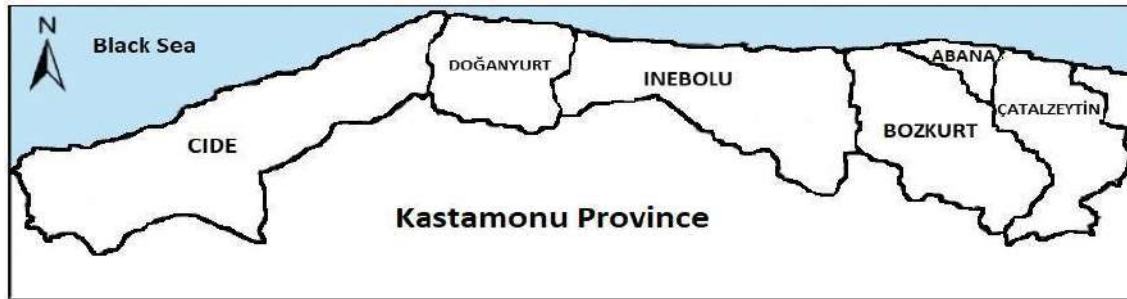 N
Black Sea
ABANA
DOĞANYURT
INEBOLU
ÇATALZEYTİN
BOZKURT
CIDE
Kastamonu Province